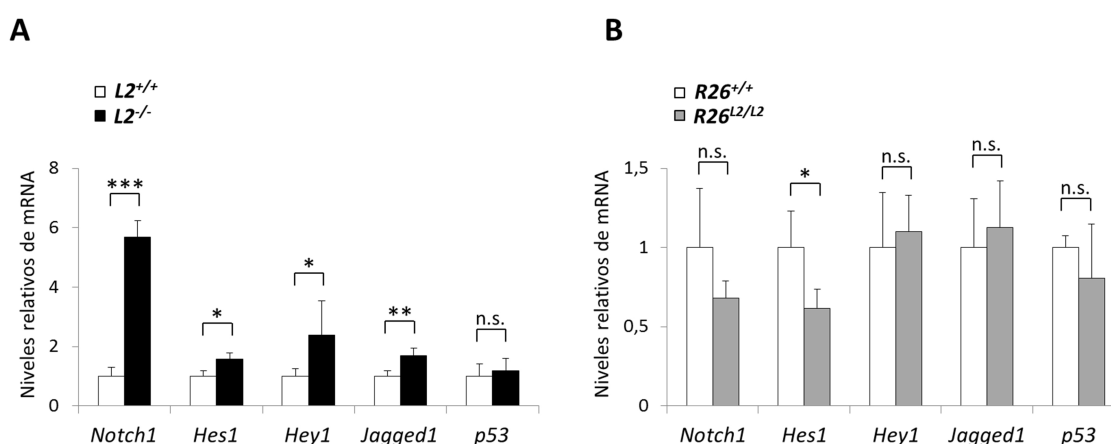 A
L2+/+
L2-/-
Niveles relativos de mRNA
8
6
4
2
0
***
*
*
**
n.s.
Notch1
Hes1
Hey1
Jagged1
p53
B
R26+/+
R26L2/L2
Niveles relativos de mRNA
1,5
1
0,5
0
n.s.
*
n.s.
n.s.
n.s.
Notch1
Hes1
Hey1
Jagged1
p53